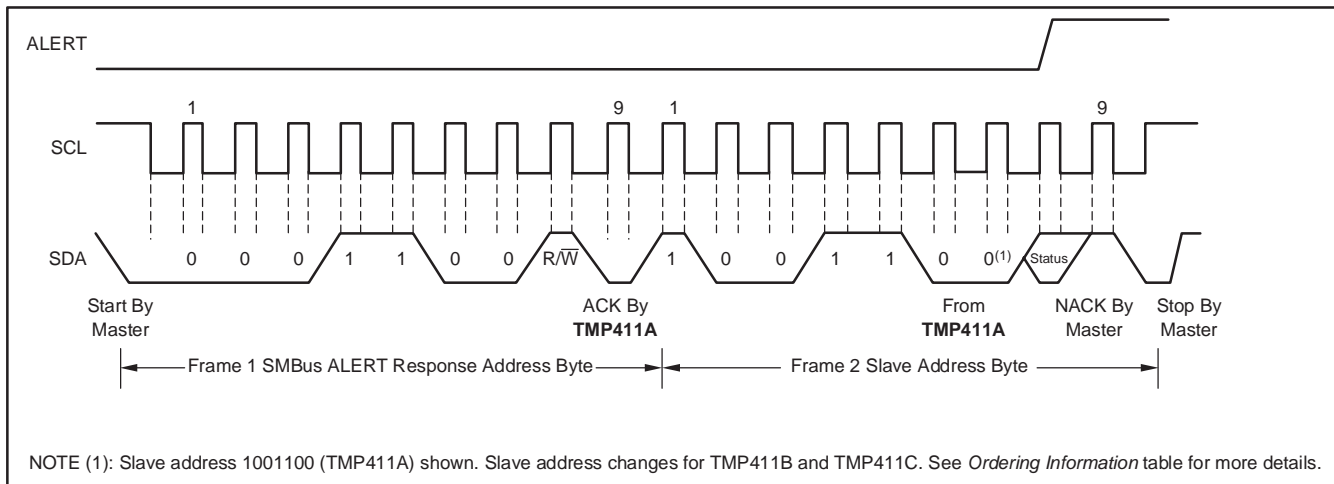 ALERT
1 9 1 9
SCL
SDA 0 0 0 1 1 0 0 R/W̅ 1 0 0 1 1 0 0(1) Status
Start By Master
ACK By TMP411A
From TMP411A
NACK By Master
Stop By Master
Frame 1 SMBus ALERT Response Address Byte
Frame 2 Slave Address Byte
NOTE (1): Slave address 1001100 (TMP411A) shown. Slave address changes for TMP411B and TMP411C. See Ordering Information table for more details.